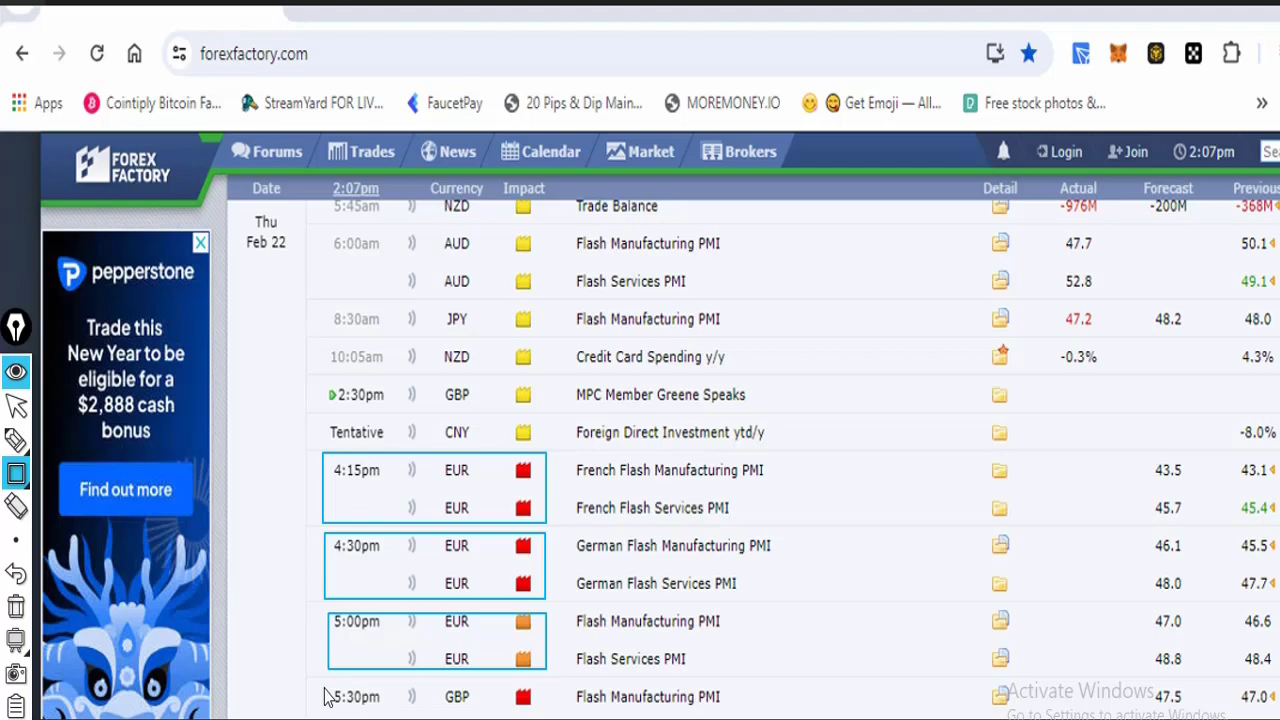 forexfactory.com
Apps Cointiply Bitcoin Fa... StreamYard FOR LIV... FaucetPay 20 Pips & Dip Main... MOREMONEY.IO Get Emoji — All... Free stock photos &... »
FOREX FACTORY Forums Trades News Calendar Market Brokers Login Join 2:07pm Sea
Date 2:07pm Currency Impact Detail Actual Forecast Previous
5:45am NZD Trade Balance -976M -200M -368M
Thu
Feb 22
6:00am AUD Flash Manufacturing PMI 47.7 50.1
AUD Flash Services PMI 52.8 49.1
8:30am JPY Flash Manufacturing PMI 47.2 48.2 48.0
10:05am NZD Credit Card Spending y/y -0.3% 4.3%
2:30pm GBP MPC Member Greene Speaks
Tentative CNY Foreign Direct Investment ytd/y -8.0%
4:15pm EUR French Flash Manufacturing PMI 43.5 43.1
EUR French Flash Services PMI 45.7 45.4
4:30pm EUR German Flash Manufacturing PMI 46.1 45.5
EUR German Flash Services PMI 48.0 47.7
5:00pm EUR Flash Manufacturing PMI 47.0 46.6
EUR Flash Services PMI 48.8 48.4
5:30pm GBP Flash Manufacturing PMI 47.5 47.0
pepperstone
Trade this
New Year to be
eligible for a
$2,888 cash
bonus
Find out more
Activate Windows
Go to Settings to activate Windows